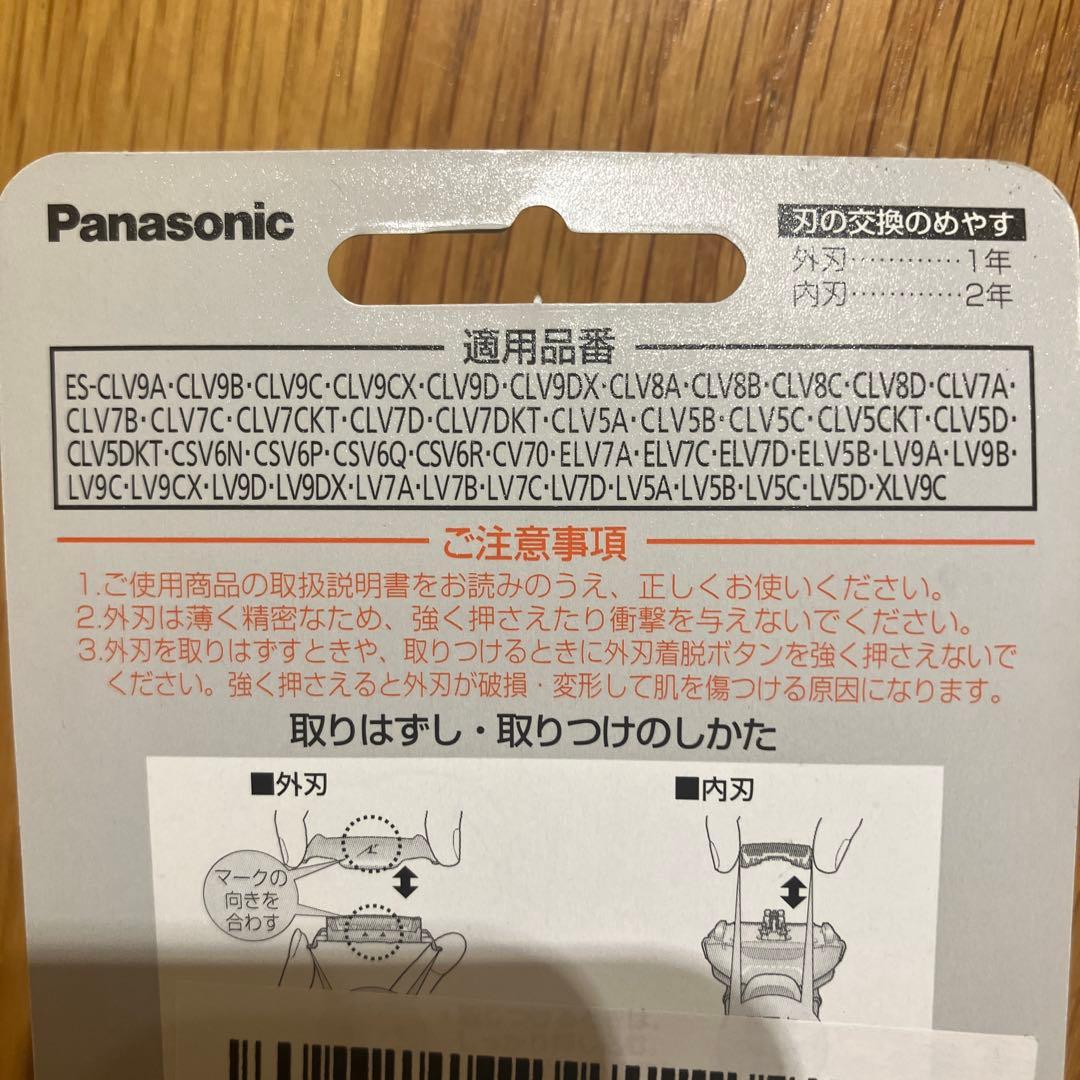 Panasonic
刃の交換のめやす
外刃…………1年
内刃…………2年
適用品番
ES-CLV9A・CLV9B・CLV9C・CLV9CX・CLV9D・CLV9DX・CLV8A・CLV8B・CLV8C・CLV8D・CLV7A・
CLV7B・CLV7C・CLV7CKT・CLV7D・CLV7DKT・CLV5A・CLV5B・CLV5C・CLV5CKT・CLV5D・
CLV5DKT・CSV6N・CSV6P・CSV6Q・CSV6R・CV70・ELV7A・ELV7C・ELV7D・ELV5B・LV9A・LV9B・
LV9C・LV9CX・LV9D・LV9DX・LV7A・LV7B・LV7C・LV7D・LV5A・LV5B・LV5C・LV5D・XLV9C
ご注意事項
1.ご使用商品の取扱説明書をお読みのうえ、正しくお使いください。
2.外刃は薄く精密なため、強く押さえたり衝撃を与えないでください。
3.外刃を取りはずすときや、取りつけるときに外刃着脱ボタンを強く押さえないで
ください。強く押さえると外刃が破損・変形して肌を傷つける原因になります。
取りはずし・取りつけのしかた
■外刃
■内刃
マークの
向きを
合わす